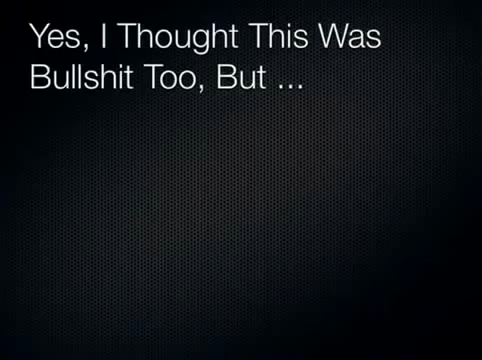 Yes, I Thought This Was
Bullshit Too, But ...